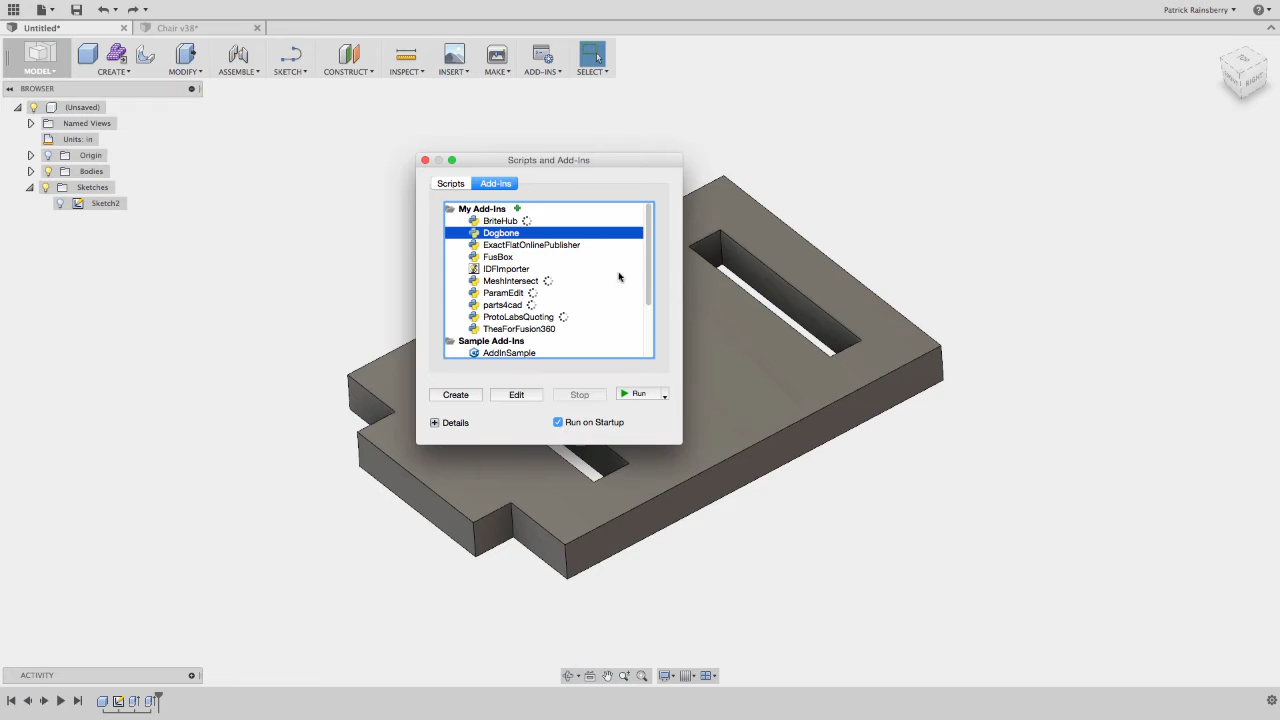 Patrick Rainsberry
Untitled*
Chair v38*
MODEL
CREATE
MODIFY
ASSEMBLE
SKETCH
CONSTRUCT
INSPECT
INSERT
MAKE
ADD-INS
SELECT
BROWSER
(Unsaved)
Named Views
Units: in
Origin
Bodies
Sketches
Sketch2
RIGHT
Scripts and Add-Ins
Scripts
Add-Ins
My Add-Ins
BriteHub
Dogbone
ExactFlatOnlinePublisher
FusBox
IDFImporter
MeshIntersect
ParamEdit
parts4cad
ProtoLabsQuoting
TheaForFusion360
Sample Add-Ins
AddInSample
Create
Edit
Stop
Run
Details
Run on Startup
ACTIVITY